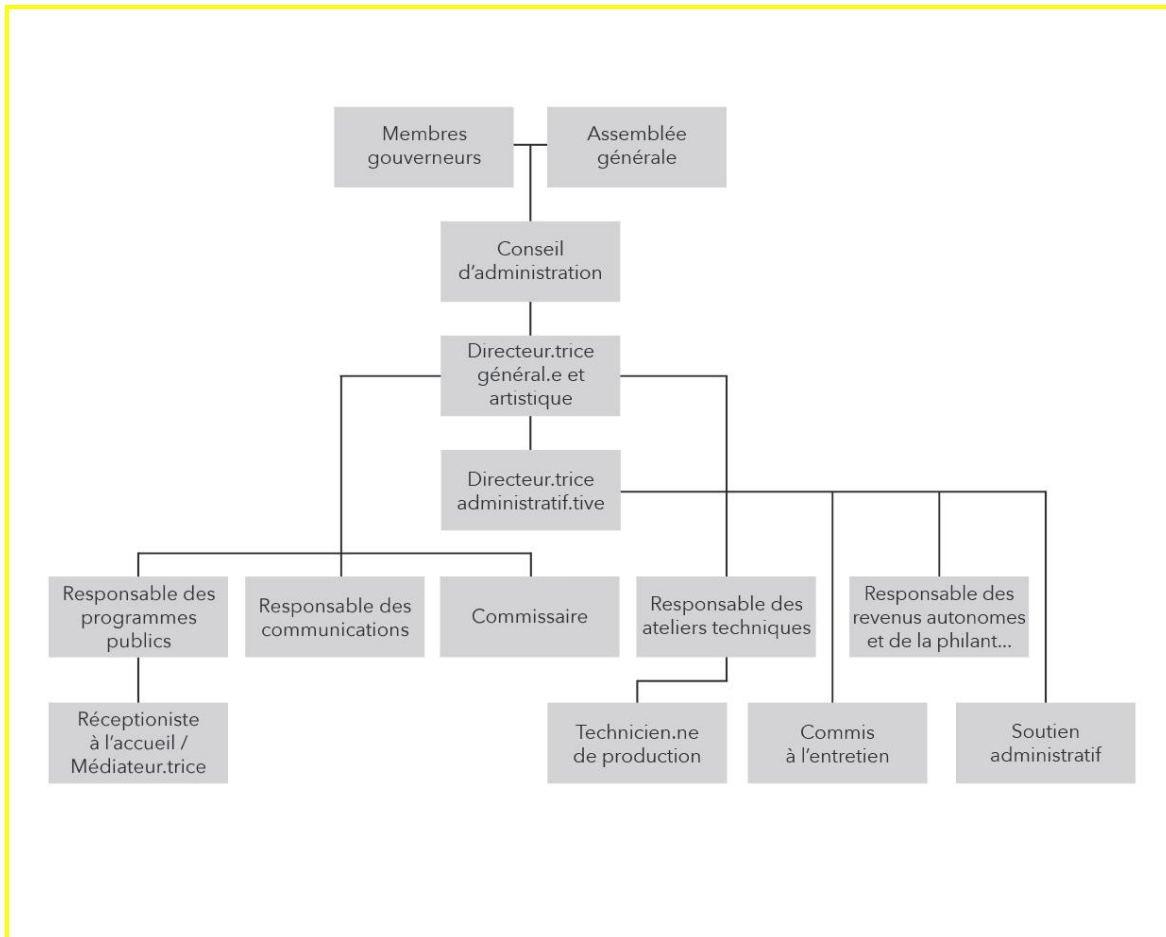 Membres
gouverneurs
Assemblée
générale
Conseil
d’administration
Directeur.trice
général.e et
artistique
Directeur.trice
administratif.tive
Responsable des
programmes
publics
Responsable des
communications
Commissaire
Responsable des
ateliers techniques
Responsable des
revenus autonomes
et de la philant...
Réceptioniste
à l’accueil /
Médiateur.trice
Technicien.ne
de production
Commis
à l’entretien
Soutien
administratif